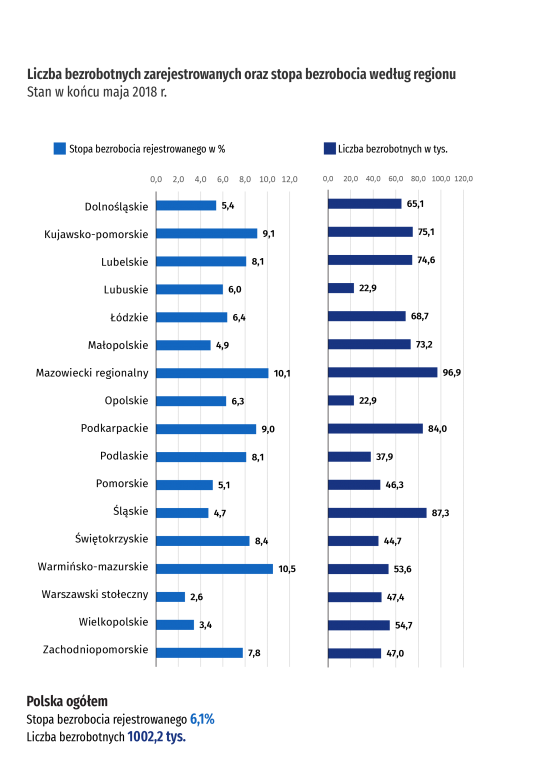 Liczba bezrobotnych zarejestrowanych oraz stopa bezrobocia według regionu
Stan w końcu maja 2018 r.
Stopa bezrobocia rejestrowanego w %
Liczba bezrobotnych w tys.
0,0 2,0 4,0 6,0 8,0 10,0 12,0
0,0 20,0 40,0 60,0 80,0 100,0 120,0
Dolnośląskie 5,4 65,1
Kujawsko-pomorskie 9,1 75,1
Lubelskie 8,1 74,6
Lubuskie 6,0 22,9
Łódzkie 6,4 68,7
Małopolskie 4,9 73,2
Mazowiecki regionalny 10,1 96,9
Opolskie 6,3 22,9
Podkarpackie 9,0 84,0
Podlaskie 8,1 37,9
Pomorskie 5,1 46,3
Śląskie 4,7 87,3
Świętokrzyskie 8,4 44,7
Warmińsko-mazurskie 10,5 53,6
Warszawski stołeczny 2,6 47,4
Wielkopolskie 3,4 54,7
Zachodniopomorskie 7,8 47,0
Polska ogółem
Stopa bezrobocia rejestrowanego 6,1%
Liczba bezrobotnych 1002,2 tys.